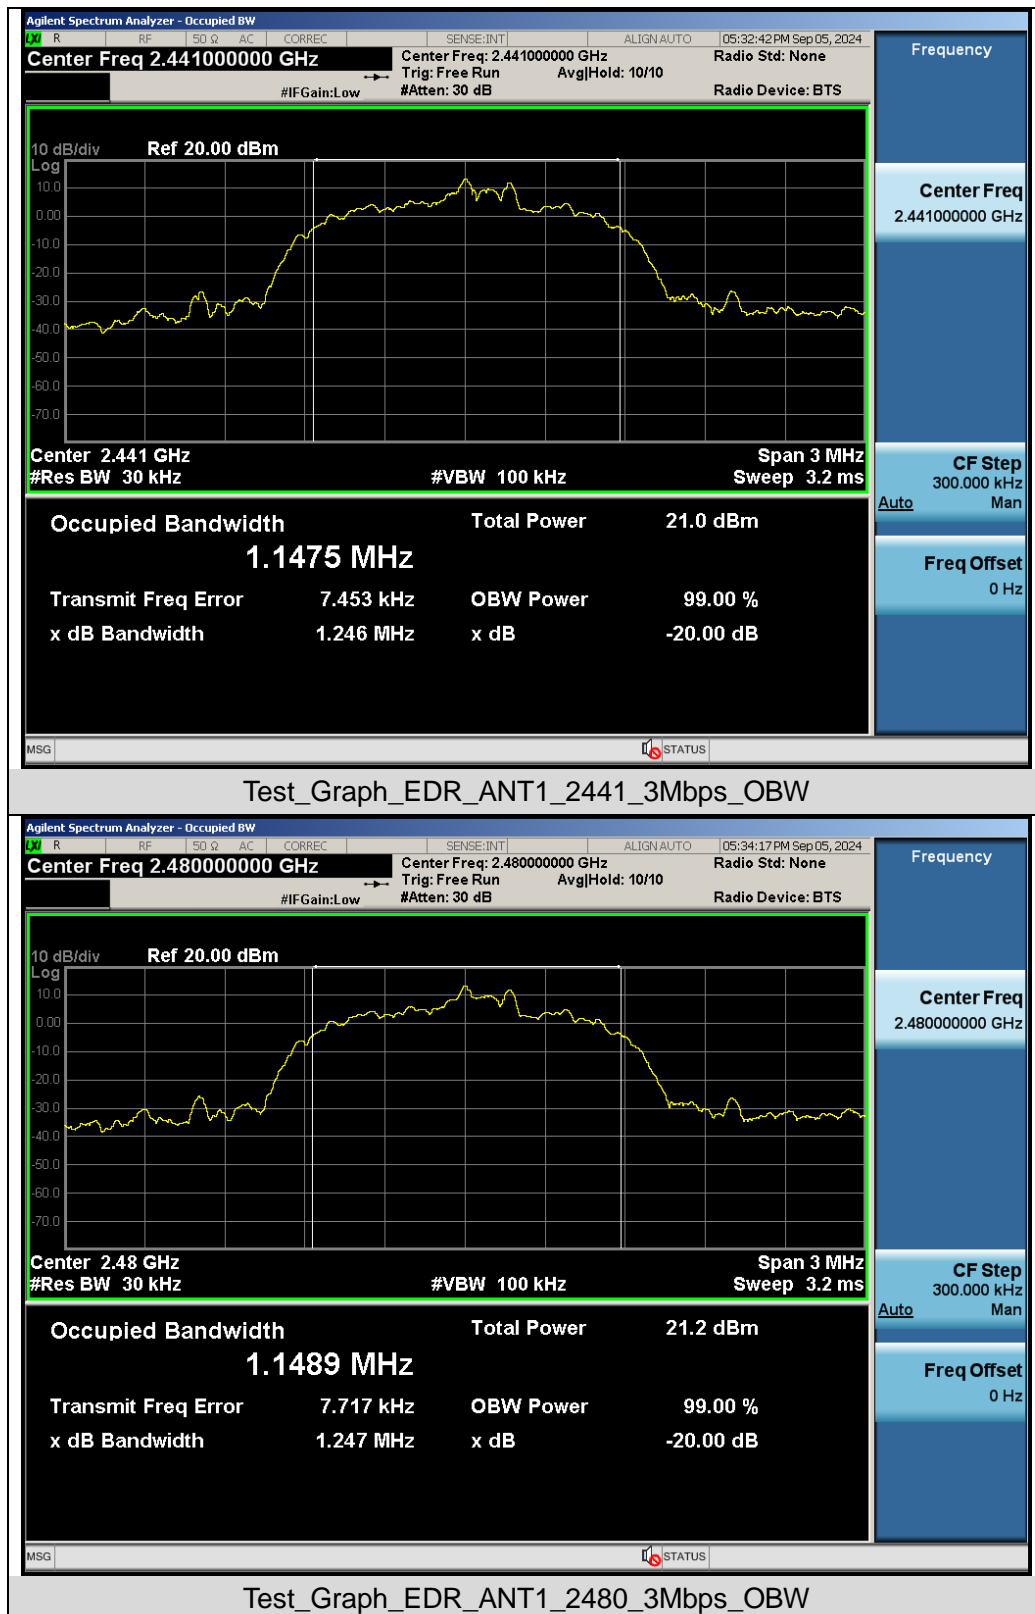 Agilent Spectrum Analyzer - Occupied BW
LXI R RF 50 Ω AC CORREC SENSE:INT ALIGN AUTO 05:32:42 PM Sep 05, 2024
Center Freq 2.441000000 GHz Center Freq: 2.441000000 GHz Radio Std: None Frequency
Trig: Free Run Avg|Hold: 10/10
#IFGain:Low #Atten: 30 dB Radio Device: BTS
10 dB/div Ref 20.00 dBm
Log
10.0
0.00
-10.0
-20.0
-30.0
-40.0
-50.0
-60.0
-70.0
Center Freq
2.441000000 GHz
Center 2.441 GHz Span 3 MHz
#Res BW 30 kHz #VBW 100 kHz Sweep 3.2 ms
CF Step
300.000 kHz
Auto Man
Occupied Bandwidth Total Power 21.0 dBm
1.1475 MHz
Freq Offset
0 Hz
Transmit Freq Error 7.453 kHz OBW Power 99.00 %
x dB Bandwidth 1.246 MHz x dB -20.00 dB
MSG STATUS
Test_Graph_EDR_ANT1_2441_3Mbps_OBW
Agilent Spectrum Analyzer - Occupied BW
LXI R RF 50 Ω AC CORREC SENSE:INT ALIGN AUTO 05:34:17 PM Sep 05, 2024
Center Freq 2.480000000 GHz Center Freq: 2.480000000 GHz Radio Std: None Frequency
Trig: Free Run Avg|Hold: 10/10
#IFGain:Low #Atten: 30 dB Radio Device: BTS
10 dB/div Ref 20.00 dBm
Log
10.0
0.00
-10.0
-20.0
-30.0
-40.0
-50.0
-60.0
-70.0
Center Freq
2.480000000 GHz
Center 2.48 GHz Span 3 MHz
#Res BW 30 kHz #VBW 100 kHz Sweep 3.2 ms
CF Step
300.000 kHz
Auto Man
Occupied Bandwidth Total Power 21.2 dBm
1.1489 MHz
Freq Offset
0 Hz
Transmit Freq Error 7.717 kHz OBW Power 99.00 %
x dB Bandwidth 1.247 MHz x dB -20.00 dB
MSG STATUS
Test_Graph_EDR_ANT1_2480_3Mbps_OBW